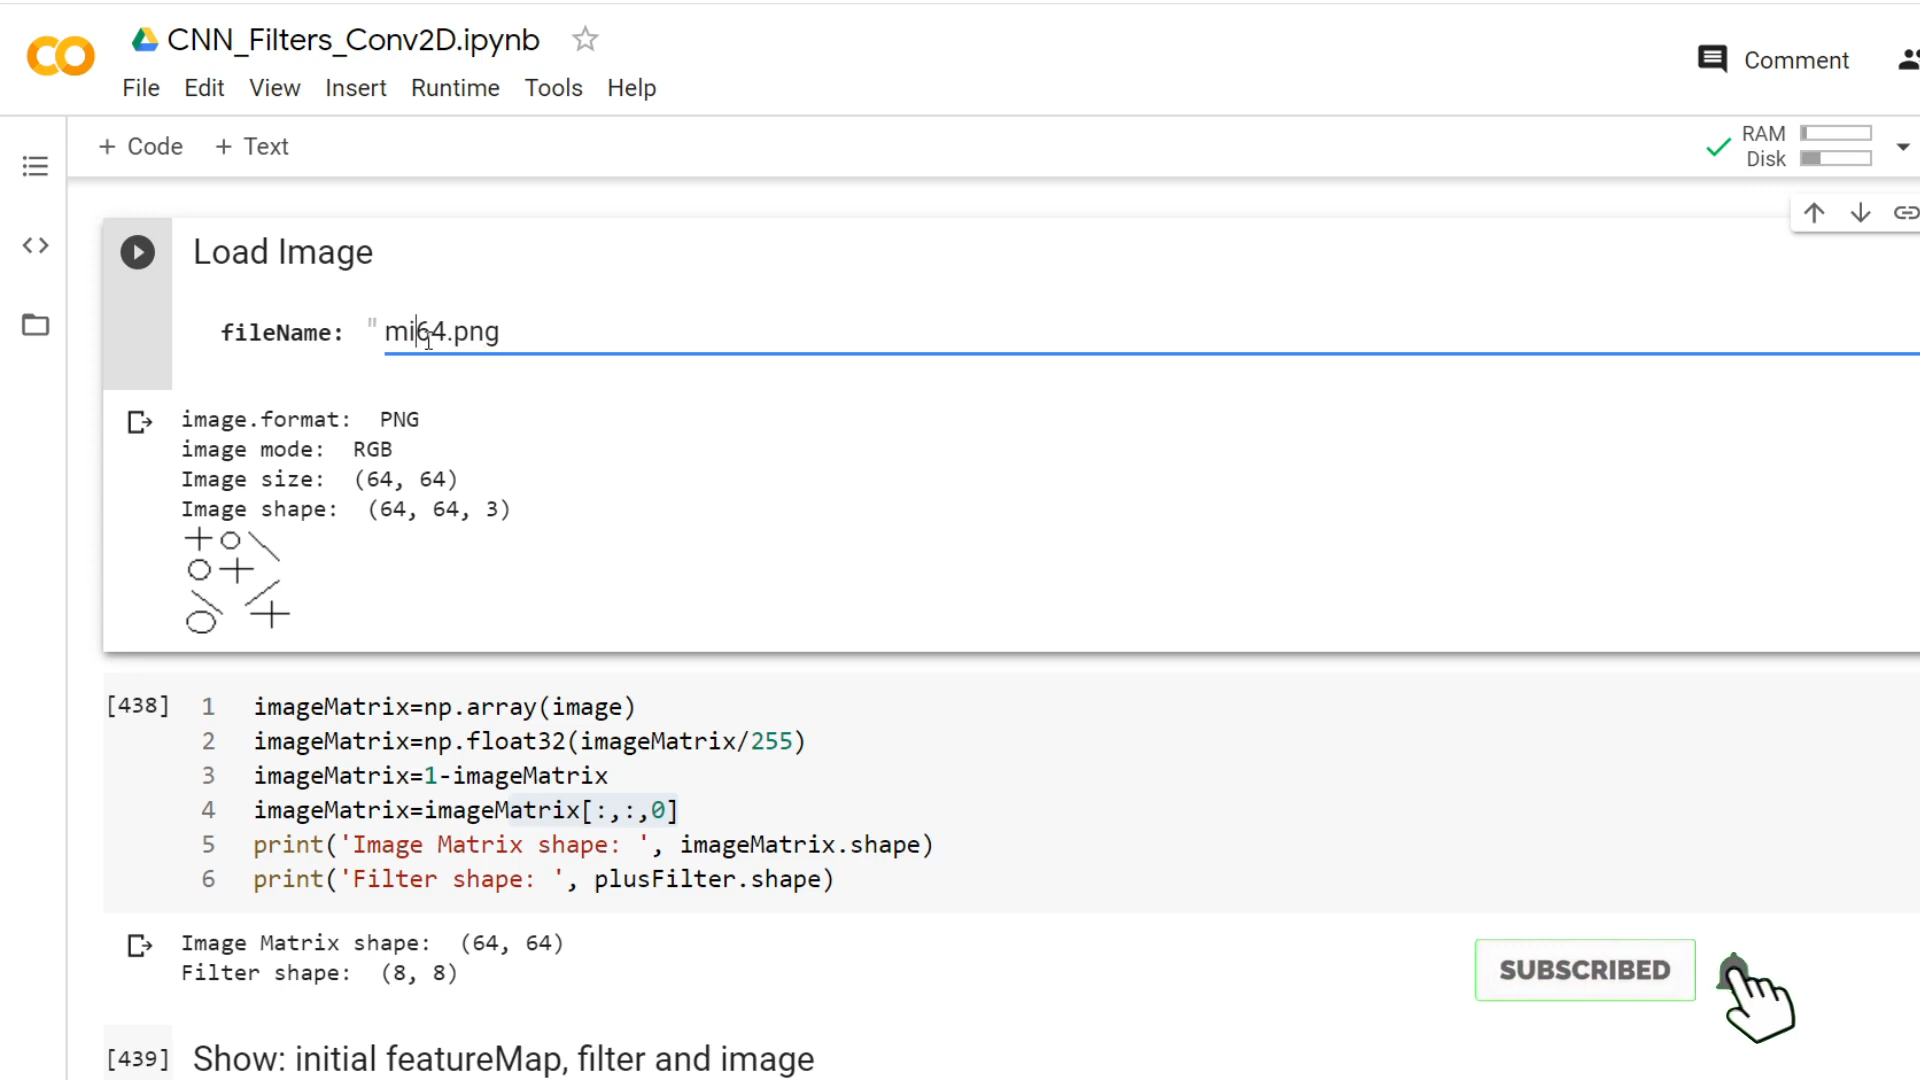 CNN_Filters_Conv2D.ipynb
File Edit View Insert Runtime Tools Help
Comment
+ Code + Text
RAM
Disk
Load Image
fileName: " mi64.png
image.format: PNG
image mode: RGB
Image size: (64, 64)
Image shape: (64, 64, 3)
[438] 1 imageMatrix=np.array(image)
2 imageMatrix=np.float32(imageMatrix/255)
3 imageMatrix=1-imageMatrix
4 imageMatrix=imageMatrix[:,:,0]
5 print('Image Matrix shape: ', imageMatrix.shape)
6 print('Filter shape: ', plusFilter.shape)
Image Matrix shape: (64, 64)
Filter shape: (8, 8)
SUBSCRIBED
[439] Show: initial featureMap, filter and image